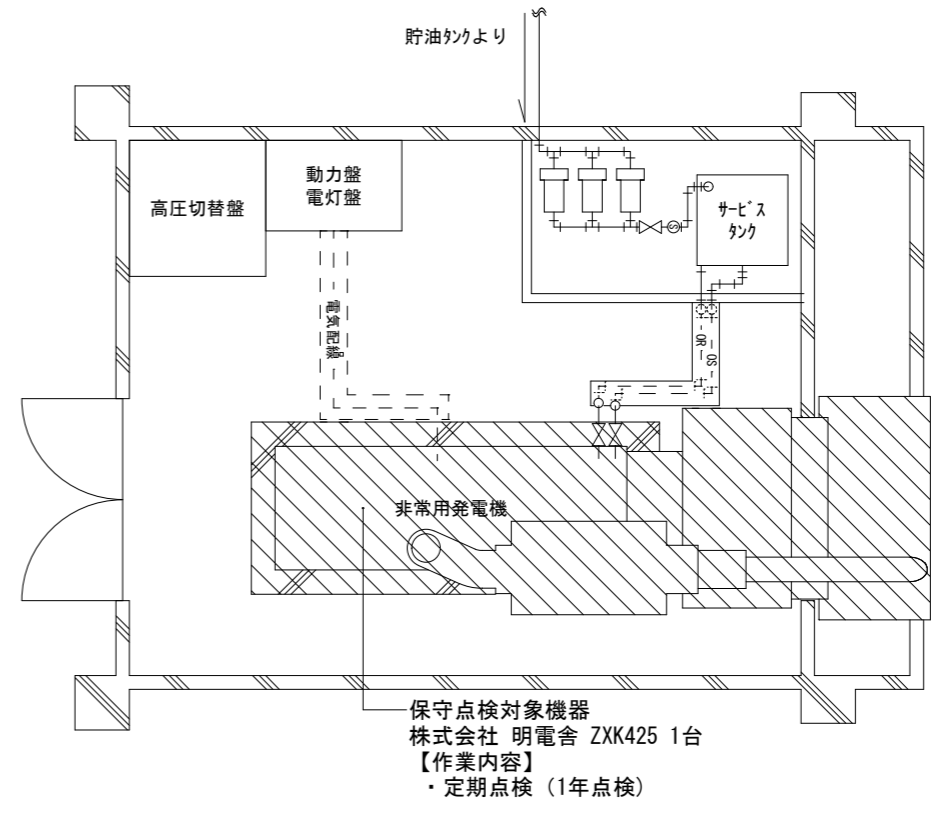 貯油ﾀﾝｸより
動力盤
電灯盤
高圧切替盤
ｻｰﾋﾞｽ
ﾀﾝｸ
S
電気配線
OR
OS
非常用発電機
保守点検対象機器
株式会社 明電舎 ZXK425 1台
【作業内容】
・定期点検 (1年点検)